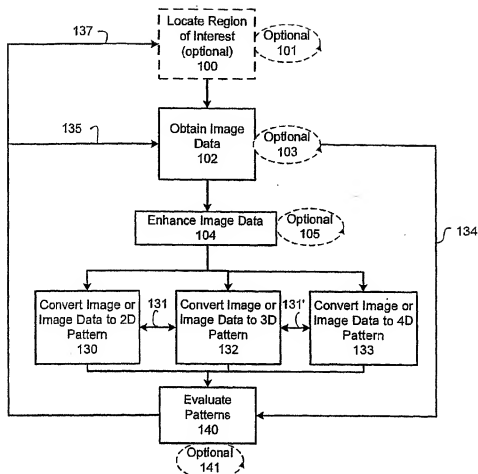 137
Locate Region
of Interest
(optional)
100
Optional
101
135
Obtain Image
Data
102
Optional
103
134
Enhance Image Data
104
Optional
105
Convert Image or
Image Data to 2D
Pattern
130
131
Convert Image or
Image Data to 3D
Pattern
132
131'
Convert Image or
Image Data to 4D
Pattern
133
Evaluate
Patterns
140
Optional
141